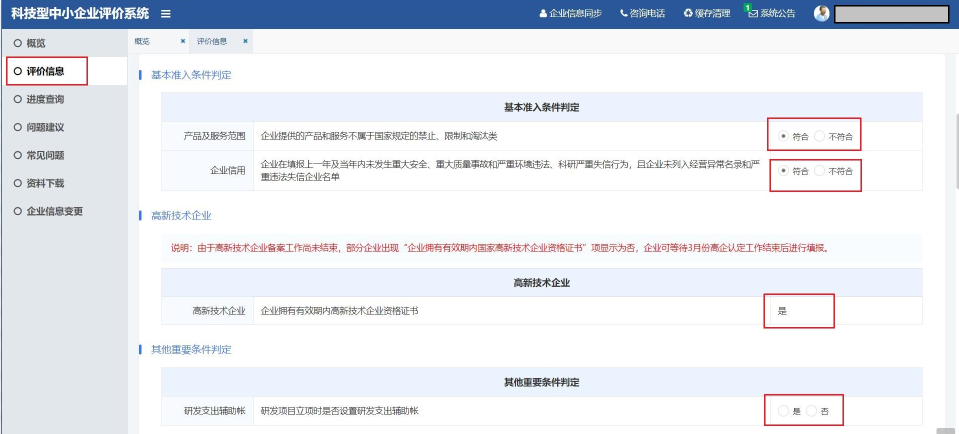 科技型中小企业评价系统
企业信息同步 咨询电话 缓存清理 1 系统公告
概览 评价信息
概览
评价信息
进度查询
问题建议
常见问题
资料下载
企业信息变更
基本准入条件判定
基本准入条件判定
产品及服务范围 企业提供的产品和服务不属于国家规定的禁止、限制和淘汰类 符合 不符合
企业信用 企业在填报上一年及当年内未发生重大安全、重大质量事故和严重环境违法、科研严重失信行为，且企业未列入经营异常名录和严
重违法失信企业名单 符合 不符合
高新技术企业
说明：由于高新技术企业备案工作尚未结束，部分企业出现“企业拥有有效期内国家高新技术企业资格证书”项显示为否，企业可等待3月份高企认定工作结束后进行填报。
高新技术企业
高新技术企业 企业拥有有效期内高新技术企业资格证书 是
其他重要条件判定
其他重要条件判定
研发支出辅助帐 研发项目立项时是否设置研发支出辅助帐 是 否